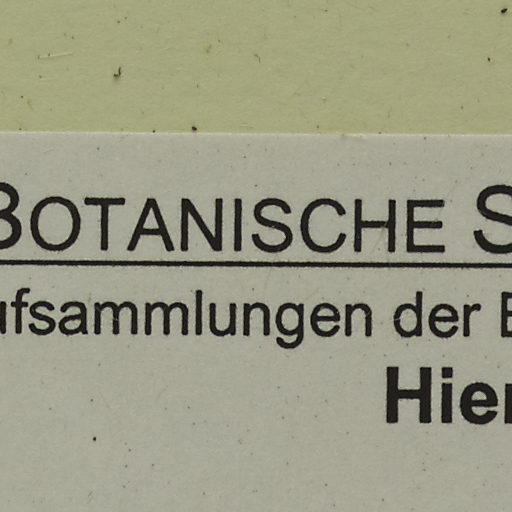 BOTANISCHE S
ufsammlungen der B
Hier